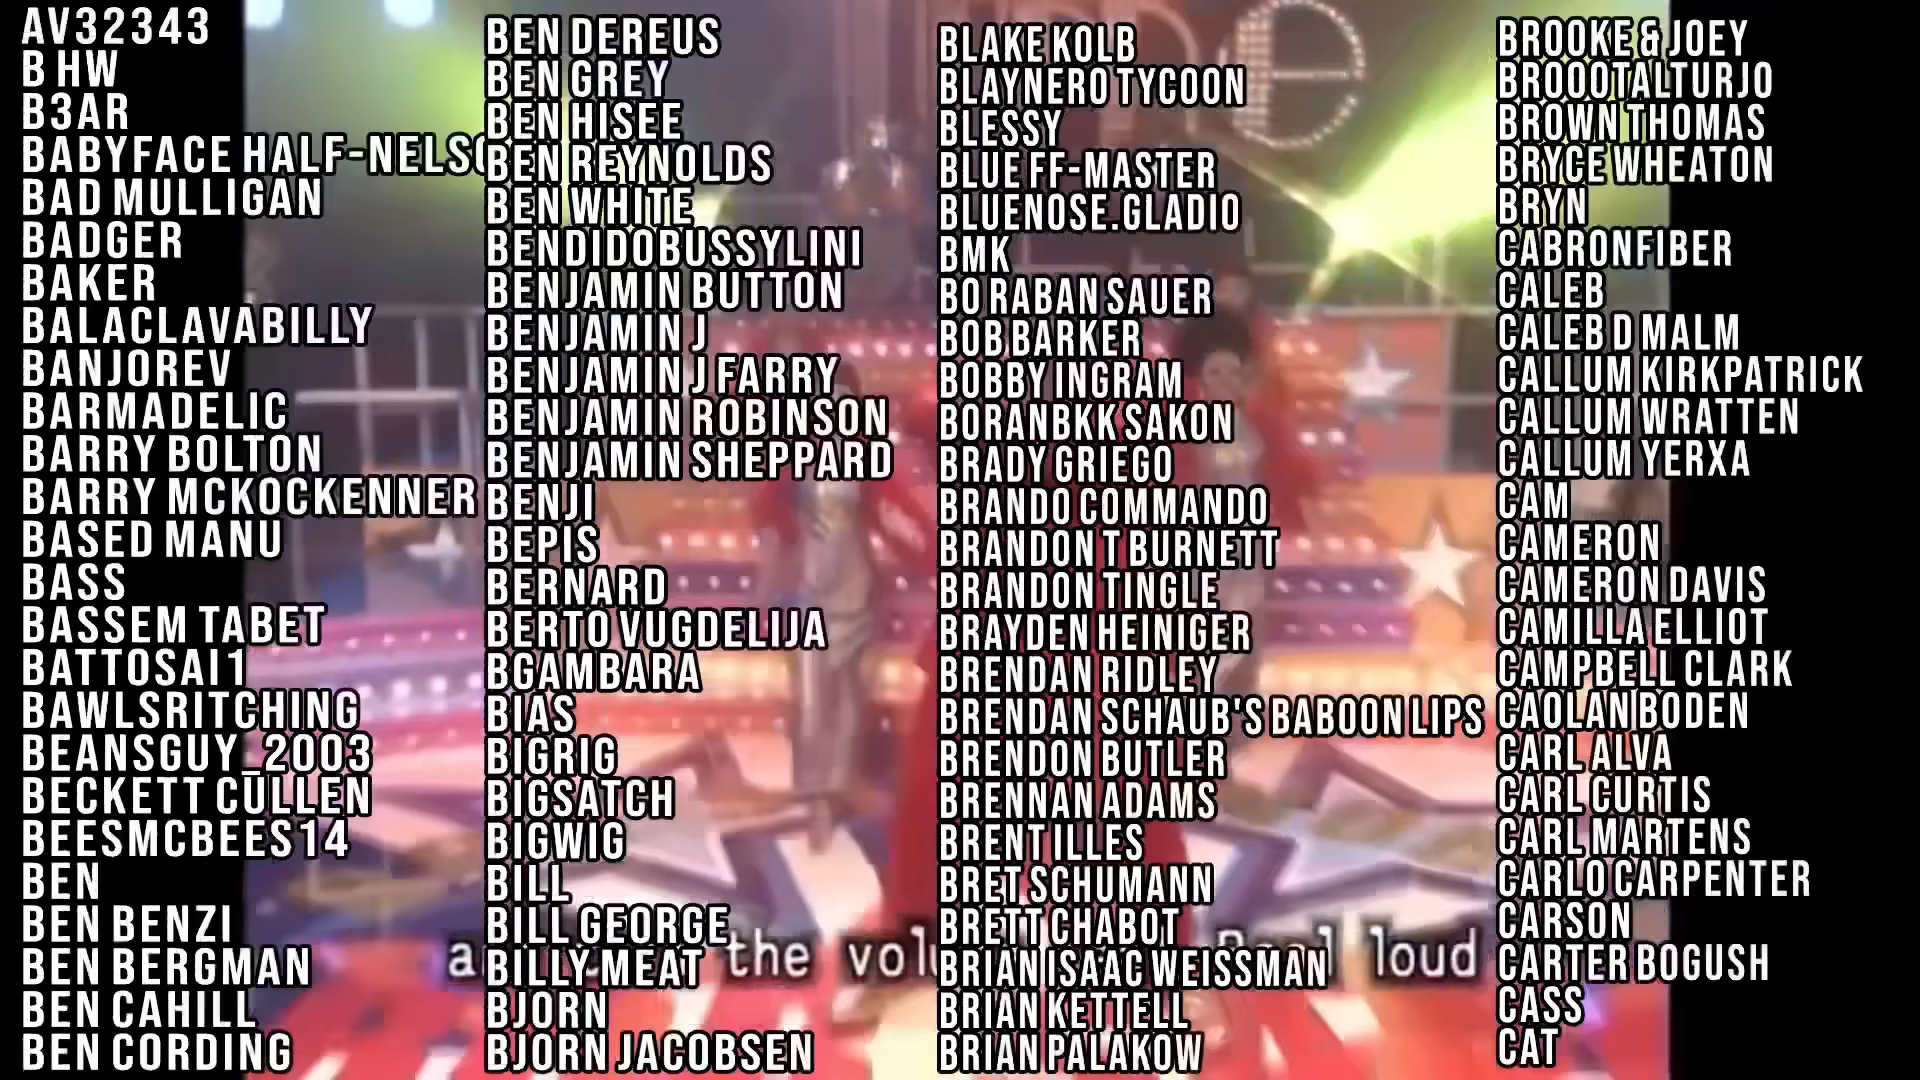 AV32343
B HW
B3AR
BABYFACE HALF-NELSO
BAD MULLIGAN
BADGER
BAKER
BALACLAVABILLY
BANJOREV
BARMADELIC
BARRY BOLTON
BARRY MCKOCKENNER
BASED MANU
BASS
BASSEM TABET
BATTOSAI1
BAWLSRITCHING
BEANSGUY_2003
BECKETT CULLEN
BEESMCBEES14
BEN
BEN BENZI
BEN BERGMAN
BEN CAHILL
BEN CORDING
BEN DEREUS
BEN GREY
BEN HISEE
BEN REYNOLDS
BEN WHITE
BENDIDOBUSSYLINI
BENJAMIN BUTTON
BENJAMIN J
BENJAMIN J FARRY
BENJAMIN ROBINSON
BENJAMIN SHEPPARD
BENJI
BEPIS
BERNARD
BERTO VUGDELIJA
BGAMBARA
BIAS
BIGRIG
BIGSATCH
BIGWIG
BILL
BILL GEORGE
BILLY MEAT
BJORN
BJORN JACOBSEN
BLAKE KOLB
BLAYNERO TYCOON
BLESSY
BLUE FF-MASTER
BLUENOSE.GLADIO
BMK
BO RABAN SAUER
BOB BARKER
BOBBY INGRAM
BORANBKK SAKON
BRADY GRIEGO
BRANDO COMMANDO
BRANDON T BURNETT
BRANDON TINGLE
BRAYDEN HEINIGER
BRENDAN RIDLEY
BRENDAN SCHAUB'S BABOON LIPS
BRENDON BUTLER
BRENNAN ADAMS
BRENT ILLES
BRET SCHUMANN
BRETT CHABOT
BRIAN ISAAC WEISSMAN
BRIAN KETTELL
BRIAN PALAKOW
BROOKE & JOEY
BROOOTALTURJO
BROWN THOMAS
BRYCE WHEATON
BRYN
CABRONFIBER
CALEB
CALEB D MALM
CALLUM KIRKPATRICK
CALLUM WRATTEN
CALLUM YERXA
CAM
CAMERON
CAMERON DAVIS
CAMILLA ELLIOT
CAMPBELL CLARK
CAOLAN BODEN
CARL ALVA
CARL CURTIS
CARL MARTENS
CARLO CARPENTER
CARSON
CARTER BOGUSH
CASS
CAT
the loud